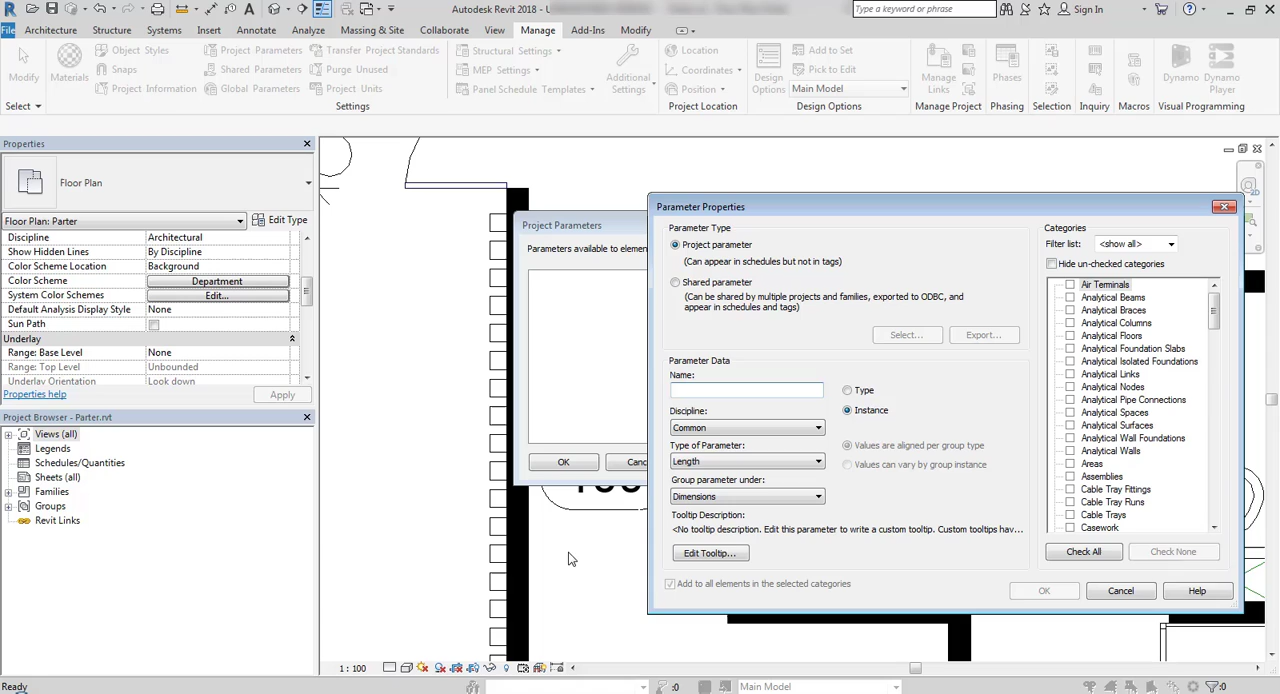 Autodesk Revit 2018 - U
Type a keyword or phrase
Sign In
File Architecture Structure Systems Insert Annotate Analyze Massing & Site Collaborate View Manage Add-Ins Modify
Modify
Materials
Object Styles
Snaps
Project Information
Project Parameters
Shared Parameters
Global Parameters
Transfer Project Standards
Purge Unused
Project Units
Structural Settings
MEP Settings
Panel Schedule Templates
Additional
Settings
Location
Coordinates
Position
Design
Options
Add to Set
Pick to Edit
Main Model
Manage
Links
Phases
Dynamo
Dynamo
Player
Select
Settings
Project Location
Design Options
Manage Project
Phasing
Selection
Inquiry
Macros
Visual Programming
Properties
Floor Plan
Floor Plan: Parter
Edit Type
Discipline Architectural
Show Hidden Lines By Discipline
Color Scheme Location Background
Color Scheme Department
System Color Schemes Edit...
Default Analysis Display Style None
Sun Path
Underlay
Range: Base Level None
Range: Top Level Unbounded
Underlay Orientation Look down
Properties help
Apply
Project Browser - Parter.rvt
Views (all)
Legends
Schedules/Quantities
Sheets (all)
Families
Groups
Revit Links
Project Parameters
Parameters available to elemen
OK
Canc
Parameter Properties
Parameter Type
Project parameter
(Can appear in schedules but not in tags)
Shared parameter
(Can be shared by multiple projects and families, exported to ODBC, and
appear in schedules and tags)
Select...
Export...
Parameter Data
Name:
Type
Discipline:
Instance
Common
Type of Parameter:
Values are aligned per group type
Length
Values can vary by group instance
Group parameter under:
Dimensions
Tooltip Description:
<No tooltip description. Edit this parameter to write a custom tooltip. Custom tooltips hav...
Edit Tooltip...
Add to all elements in the selected categories
Categories
Filter list: <show all>
Hide un-checked categories
Air Terminals
Analytical Beams
Analytical Braces
Analytical Columns
Analytical Floors
Analytical Foundation Slabs
Analytical Isolated Foundations
Analytical Links
Analytical Nodes
Analytical Pipe Connections
Analytical Spaces
Analytical Surfaces
Analytical Wall Foundations
Analytical Walls
Areas
Assemblies
Cable Tray Fittings
Cable Tray Runs
Cable Trays
Casework
Check All
Check None
OK
Cancel
Help
1 : 100
Ready
:0
Main Model
:0